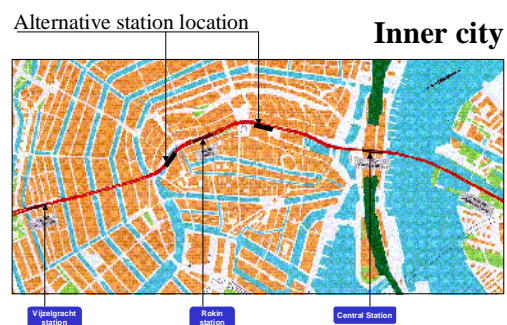 Alternative station location
Inner city
Vijzelgracht
station
Rokin
station
Central Station